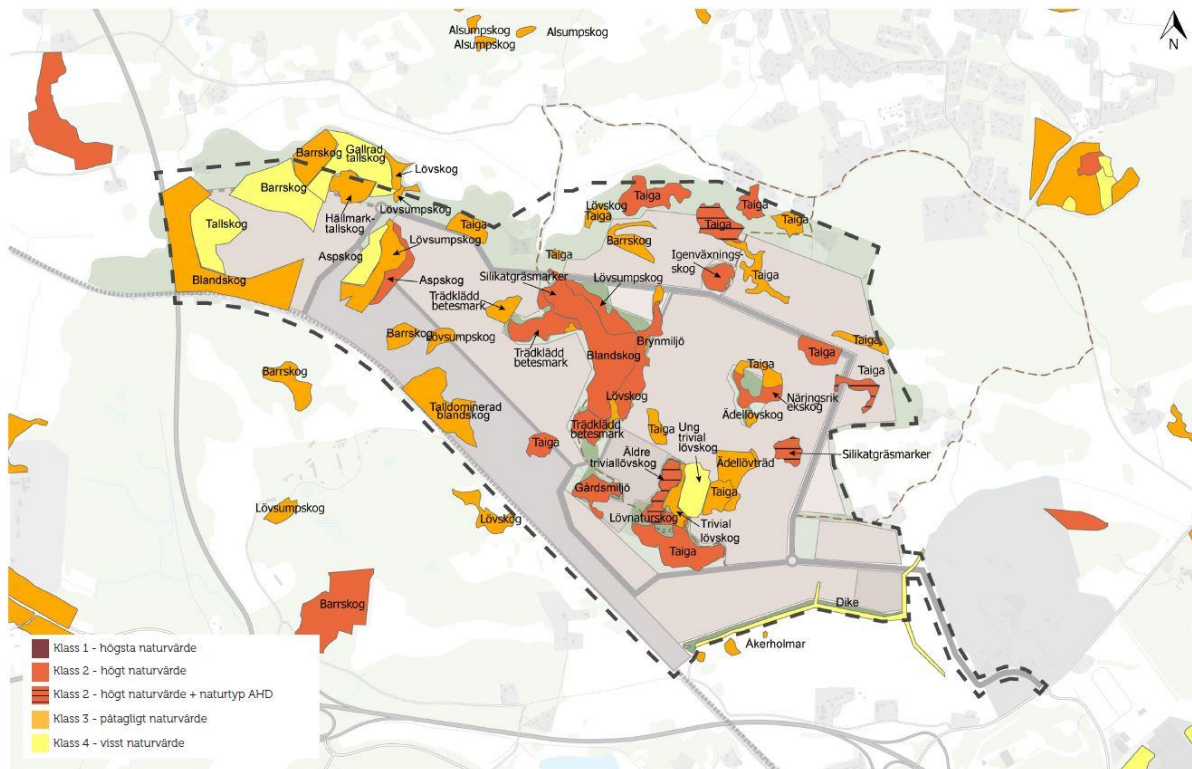 Alsumpskog
Alsumpskog
Alsumpskog
N
Barrskog
Gallrad
tallskog
Lövskog
Barrskog
Lövsumpskog
Hällmark-
tallskog
Tallskog
Blandskog
Aspskog
Lövsumpskog
Aspskog
Taiga
Lövskog
Taiga
Taiga
Taiga
Taiga
Barrskog
Taiga
Igenväxnings-
skog
Taiga
Silikatgräsmarker
Lövsumpskog
Trädklädd
betesmark
Trädklädd
betesmark
Barrskog
Lövsumpskog
Blandskog
Brynmiljö
Taiga
Taiga
Taiga
Taiga
Näringsrik
ekskog
Ädellövskog
Barrskog
Talldominerad
blandskog
Lövskog
Trädklädd
betesmark
Taiga
Taiga
Ung
trivial
lövskog
Äldre
triviallövskog
Ädellövträd
Silikatgräsmarker
Taiga
Gårdsmiljö
Lövnaturskog
Trivial
lövskog
Taiga
Lövsumpskog
Lövskog
Barrskog
Dike
Åkerholmar
Klass 1 - högsta naturvärde
Klass 2 - högt naturvärde
Klass 2 - högt naturvärde + naturtyp AHD
Klass 3 - påtagligt naturvärde
Klass 4 - visst naturvärde